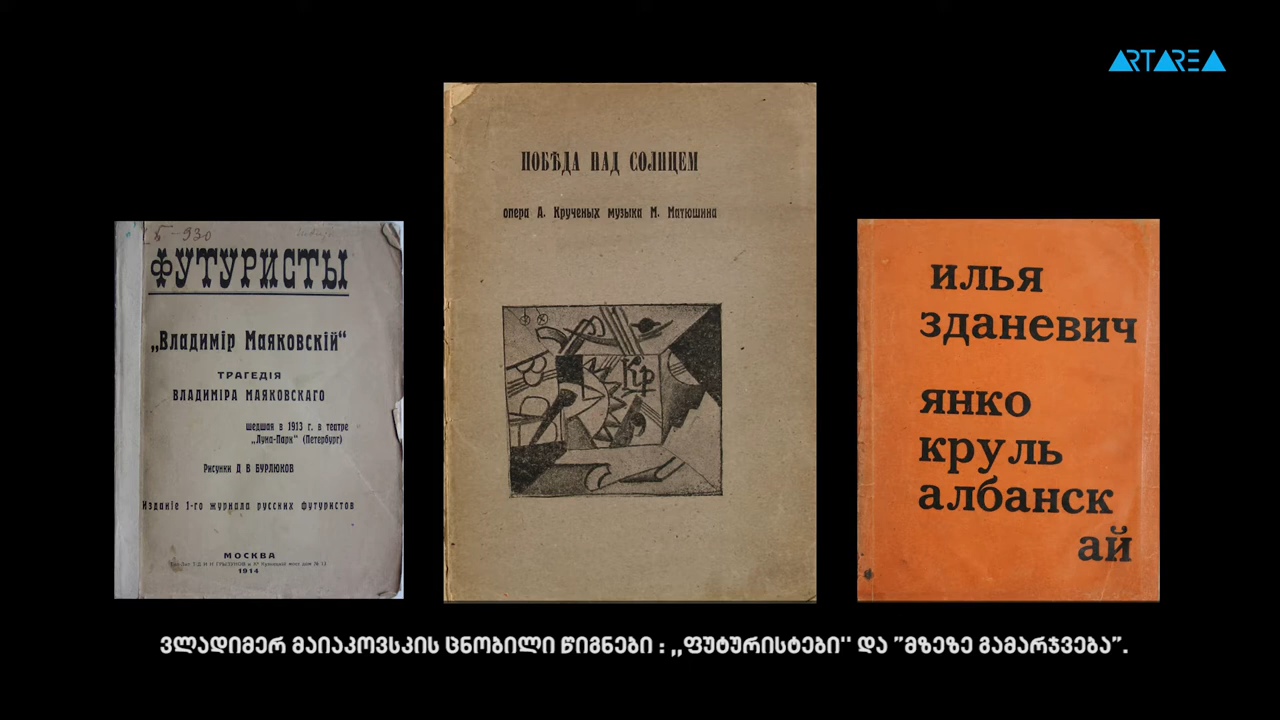 ARTAREA
ФУТУРИСТЫ
„Владимiр Маяковскiй“
ТРАГЕДIЯ
ВЛАДИМIРА МАЯКОВСКАГО
шедшая в 1913 г. в театре
„Луна-Парк“ (Петербург)
Рисунки Д В БУРЛЮКОВ
Изданiе 1-го журнала русских футуристов
МОСКВА
1914
ПОБѢДА НАД СОЛНЦЕМ
опера А. Крученых музыка М. Матюшина
Кр
илья
зданевич
янко
круль
албанск
ай
ვლადიმერ მაიაკოვსკის ცნობილი წიგნები : ,,ფუტურისტები'' და ”მზეზე გამარჯვება”.